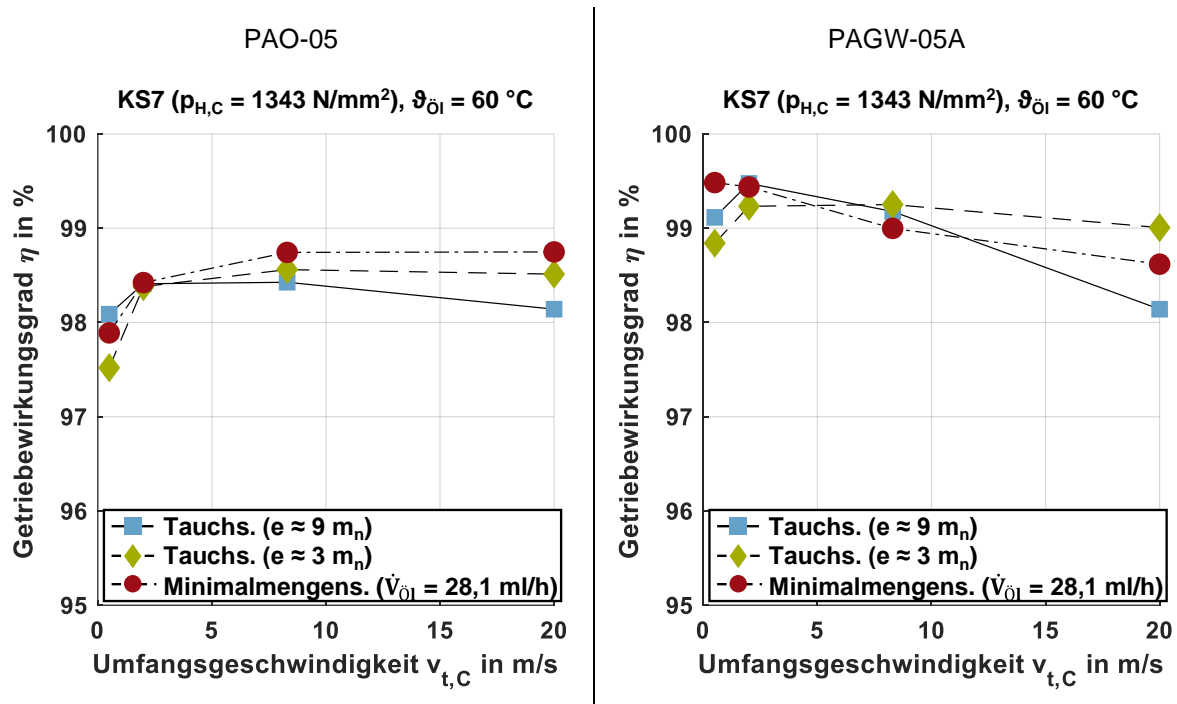 PAO-05
KS7 (pH,C = 1343 N/mm²), ϑÖl = 60 °C
Getriebewirkungsgrad η in %
100
99
98
97
96
95
Tauchs. (e ≈ 9 mn)
Tauchs. (e ≈ 3 mn)
Minimalmengens. (V̇Öl = 28,1 ml/h)
0 5 10 15 20
Umfangsgeschwindigkeit vt,C in m/s
PAGW-05A
KS7 (pH,C = 1343 N/mm²), ϑÖl = 60 °C
Getriebewirkungsgrad η in %
100
99
98
97
96
95
Tauchs. (e ≈ 9 mn)
Tauchs. (e ≈ 3 mn)
Minimalmengens. (V̇Öl = 28,1 ml/h)
0 5 10 15 20
Umfangsgeschwindigkeit vt,C in m/s